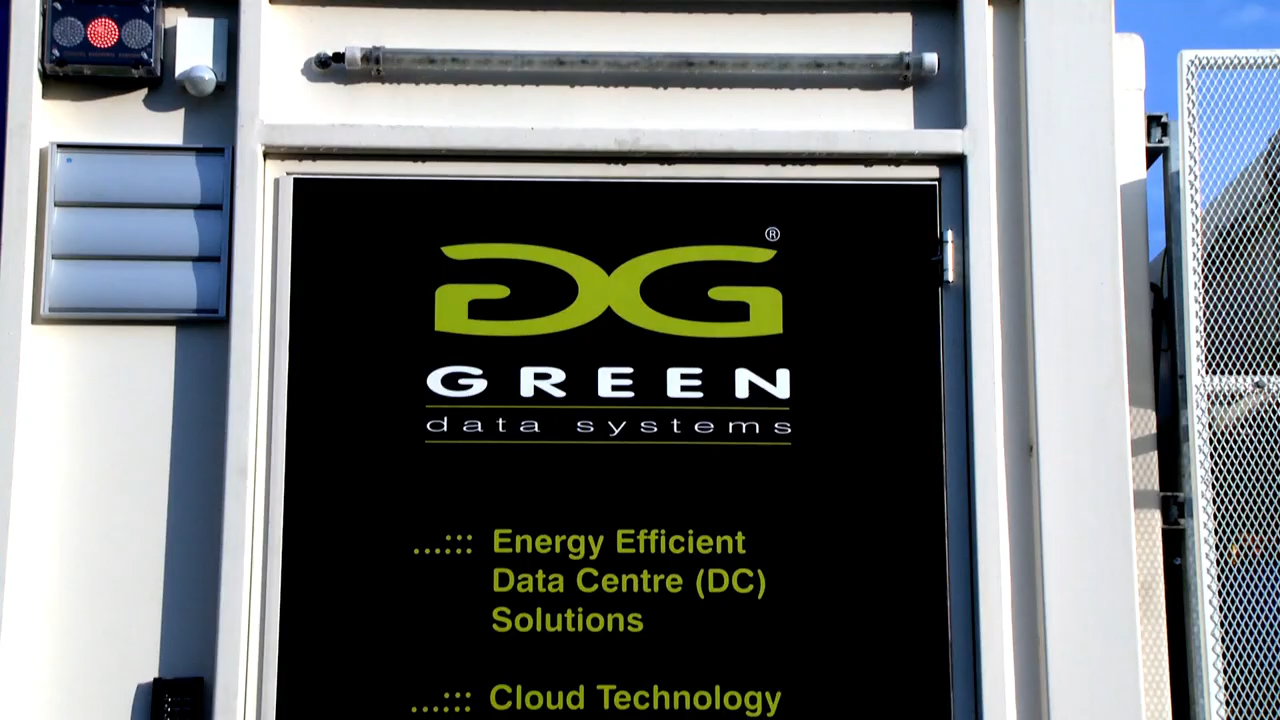 ®
GREEN
data systems
...::: Energy Efficient
Data Centre (DC)
Solutions
...::: Cloud Technology